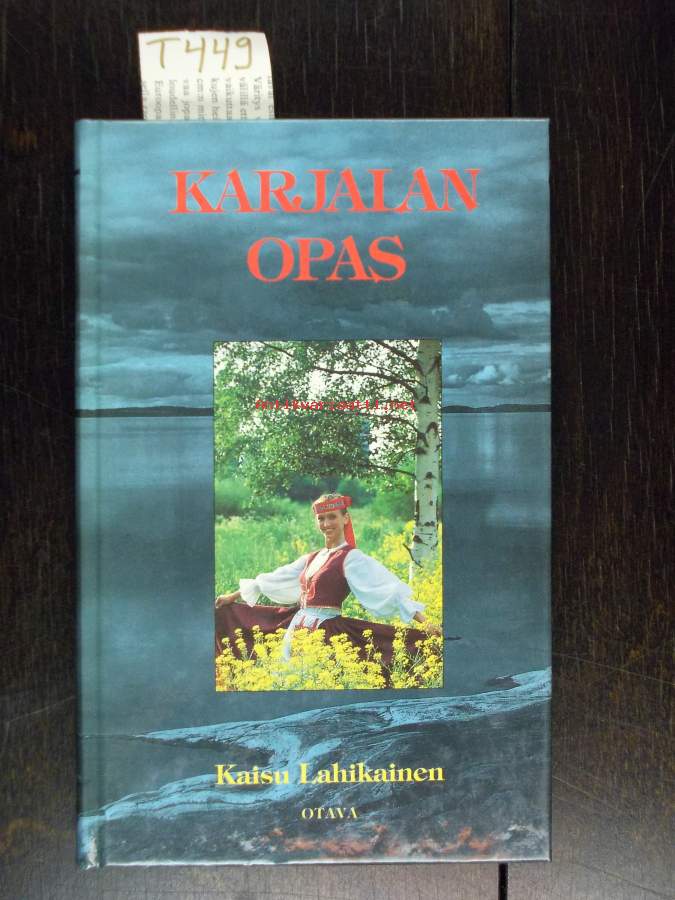 T449
KARJALAN
OPAS
antikvariaatti.net
Kaisu Lahikainen
OTAVA